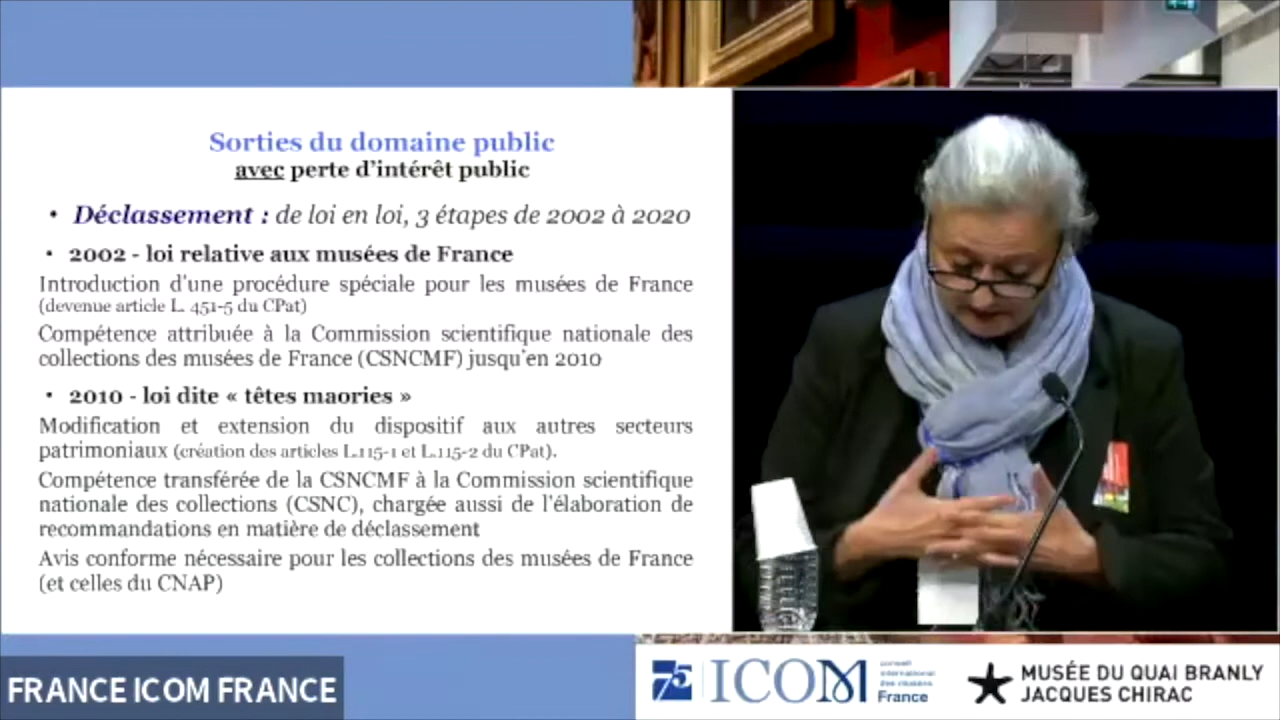 Sorties du domaine public
avec perte d'intérêt public
• Déclassement : de loi en loi, 3 étapes de 2002 à 2020
• 2002 - loi relative aux musées de France
Introduction d'une procédure spéciale pour les musées de France
(devenue article L. 451-5 du CPat)
Compétence attribuée à la Commission scientifique nationale des
collections des musées de France (CSNCMF) jusqu'en 2010
• 2010 - loi dite « têtes maories »
Modification et extension du dispositif aux autres secteurs
patrimoniaux (création des articles L.115-1 et L.115-2 du CPat).
Compétence transférée de la CSNCMF à la Commission scientifique
nationale des collections (CSNC), chargée aussi de l'élaboration de
recommandations en matière de déclassement
Avis conforme nécessaire pour les collections des musées de France
(et celles du CNAP)
FRANCE ICOM FRANCE
75 ICOM
conseil
international
des musées
France
MUSÉE DU QUAI BRANLY
JACQUES CHIRAC